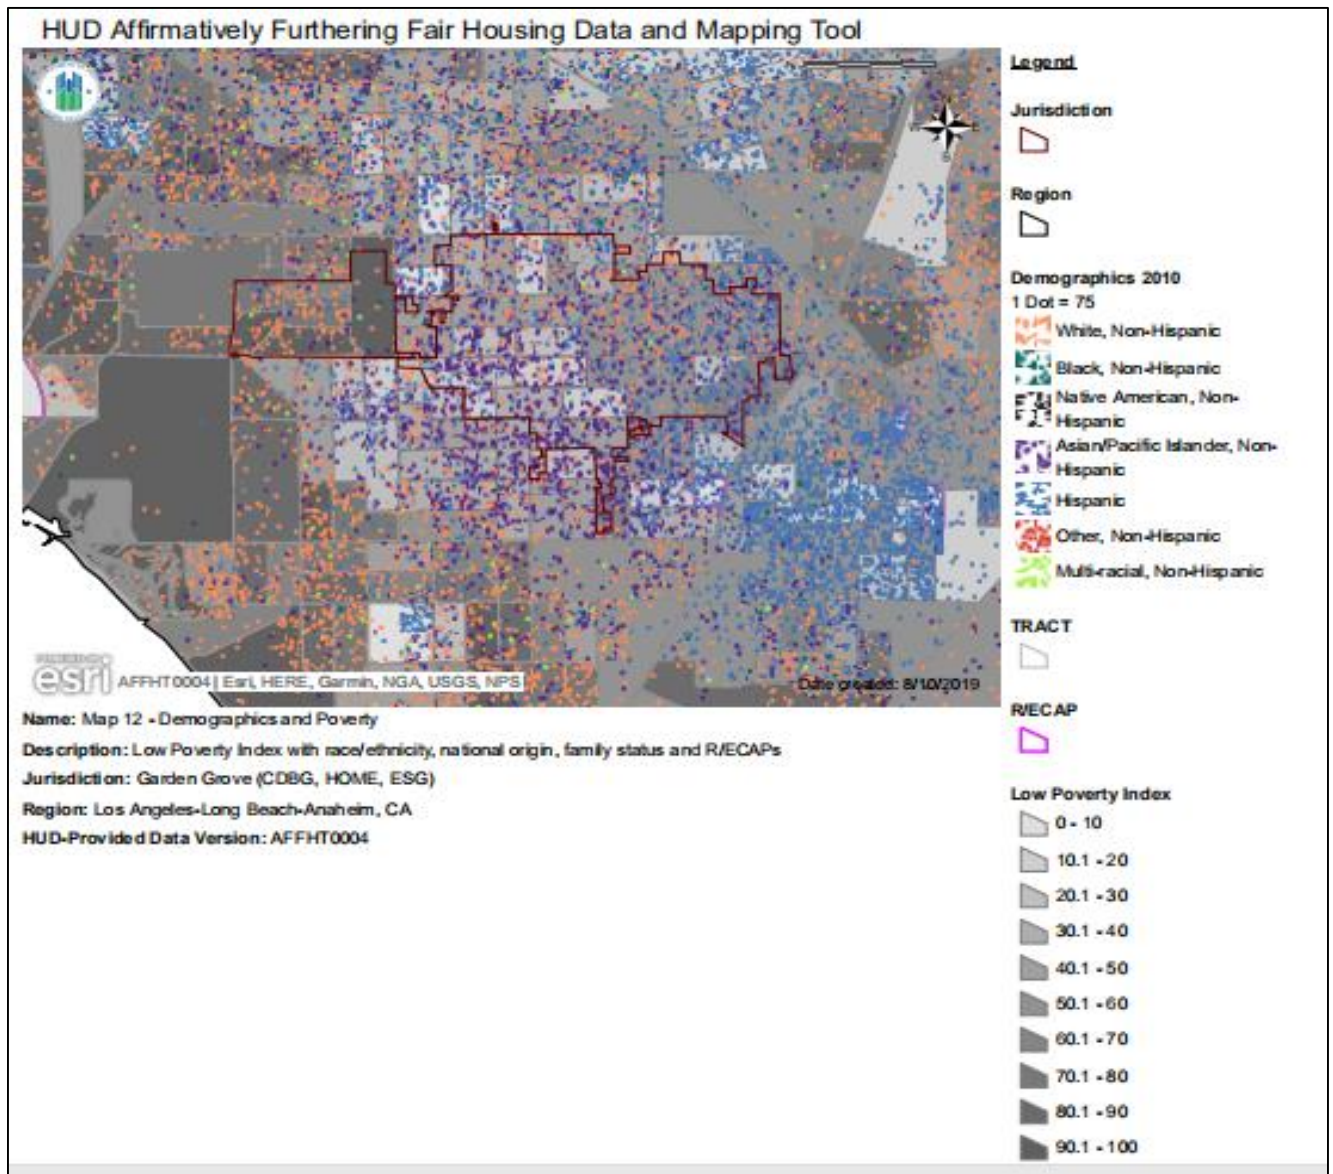 HUD Affirmatively Furthering Fair Housing Data and Mapping Tool
Legend
Jurisdiction
Region
Demographics 2010
1 Dot = 75
White, Non-Hispanic
Black, Non-Hispanic
Native American, Non-
Hispanic
Asian/Pacific Islander, Non-
Hispanic
Hispanic
Other, Non-Hispanic
Multi-racial, Non-Hispanic
TRACT
R/ECAP
Low Poverty Index
0 - 10
10.1 - 20
20.1 - 30
30.1 - 40
40.1 - 50
50.1 - 60
60.1 - 70
70.1 - 80
80.1 - 90
90.1 - 100
POWERED BY
esri
AFFHT0004 | Esri, HERE, Garmin, NGA, USGS, NPS
Date created: 8/10/2019
Name: Map 12 - Demographics and Poverty
Description: Low Poverty Index with race/ethnicity, national origin, family status and R/ECAPs
Jurisdiction: Garden Grove (CDBG, HOME, ESG)
Region: Los Angeles-Long Beach-Anaheim, CA
HUD-Provided Data Version: AFFHT0004